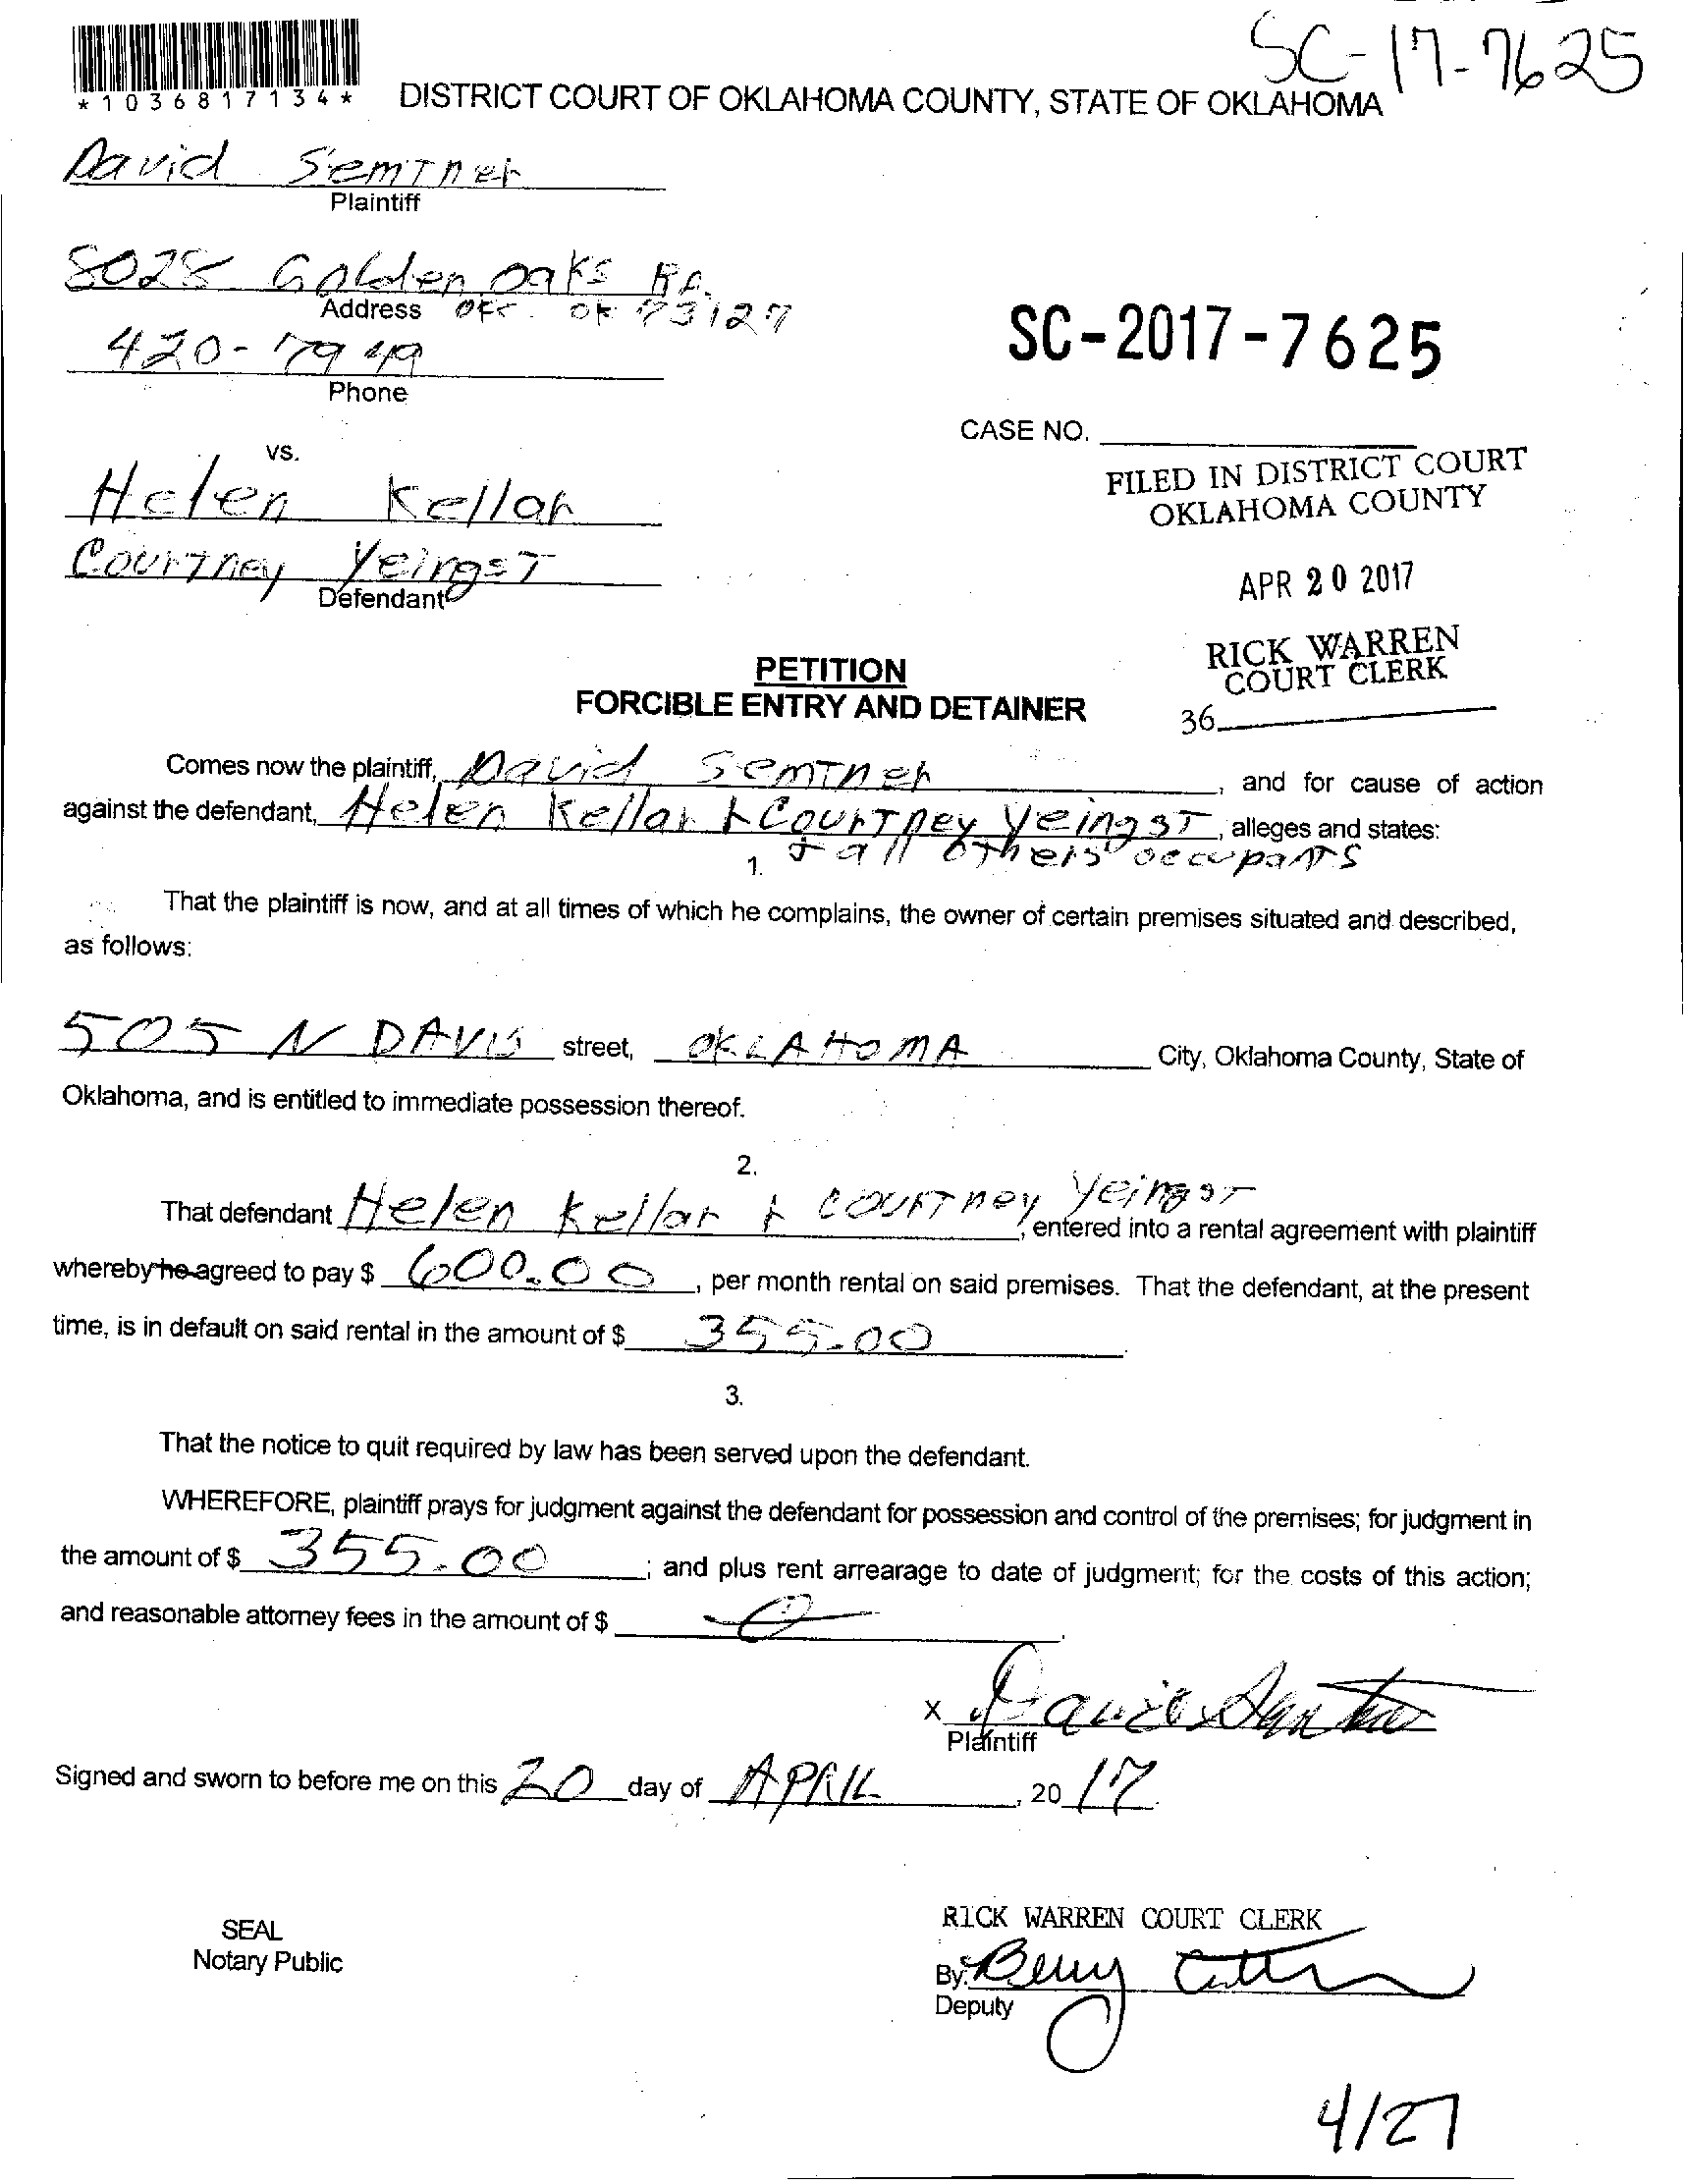 SC-17-7625
*1036817134*
DISTRICT COURT OF OKLAHOMA COUNTY, STATE OF OKLAHOMA
David Semtner
Plaintiff
8028 Golden Oaks Rd.
Address OKC. OK 73127
420-7949
Phone
SC-2017-7625
CASE NO.
vs.
Helen Kellar
Courtney Yeingst
Defendant
FILED IN DISTRICT COURT
OKLAHOMA COUNTY
APR 20 2017
RICK WARREN
COURT CLERK
36
PETITION
FORCIBLE ENTRY AND DETAINER
Comes now the plaintiff, David Semtner, and for cause of action
against the defendant, Helen Kellar & Courtney Yeingst, alleges and states:
& all others occupants
1.
That the plaintiff is now, and at all times of which he complains, the owner of certain premises situated and described,
as follows:
505 N DAVIS street, OKLAHOMA City, Oklahoma County, State of
Oklahoma, and is entitled to immediate possession thereof.
2.
That defendant Helen Kellar & Courtney Yeingst, entered into a rental agreement with plaintiff
whereby he agreed to pay $ 600.00, per month rental on said premises. That the defendant, at the present
time, is in default on said rental in the amount of $ 355.00.
3.
That the notice to quit required by law has been served upon the defendant.
WHEREFORE, plaintiff prays for judgment against the defendant for possession and control of the premises; for judgment in
the amount of $ 355.00; and plus rent arrearage to date of judgment; for the costs of this action;
and reasonable attorney fees in the amount of $ 0.
x David Semtner
Plaintiff
Signed and sworn to before me on this 20 day of APRIL, 20 17.
SEAL
Notary Public
RICK WARREN COURT CLERK
By:
Deputy
4/27